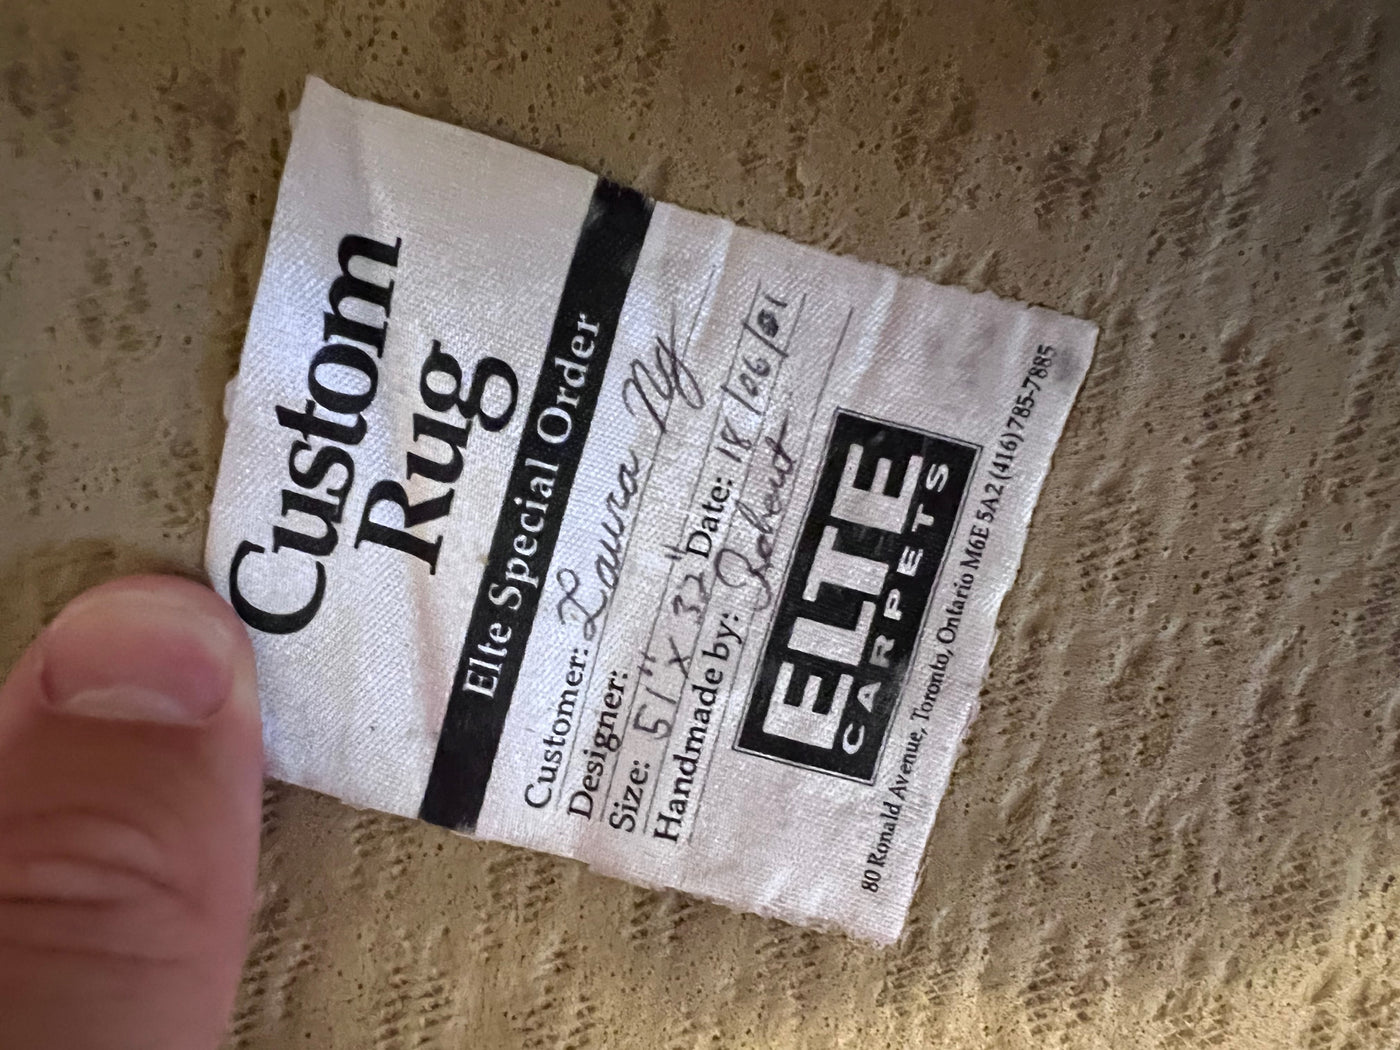 Custom
Rug
Elte Special Order
Customer: Laura Ng
Designer:
Size: 51" x 32" Date: 18/06/01
Handmade by:
ELTE
CARPETS
80 Ronald Avenue, Toronto, Ontario M6E 5A2 (416) 785-7885